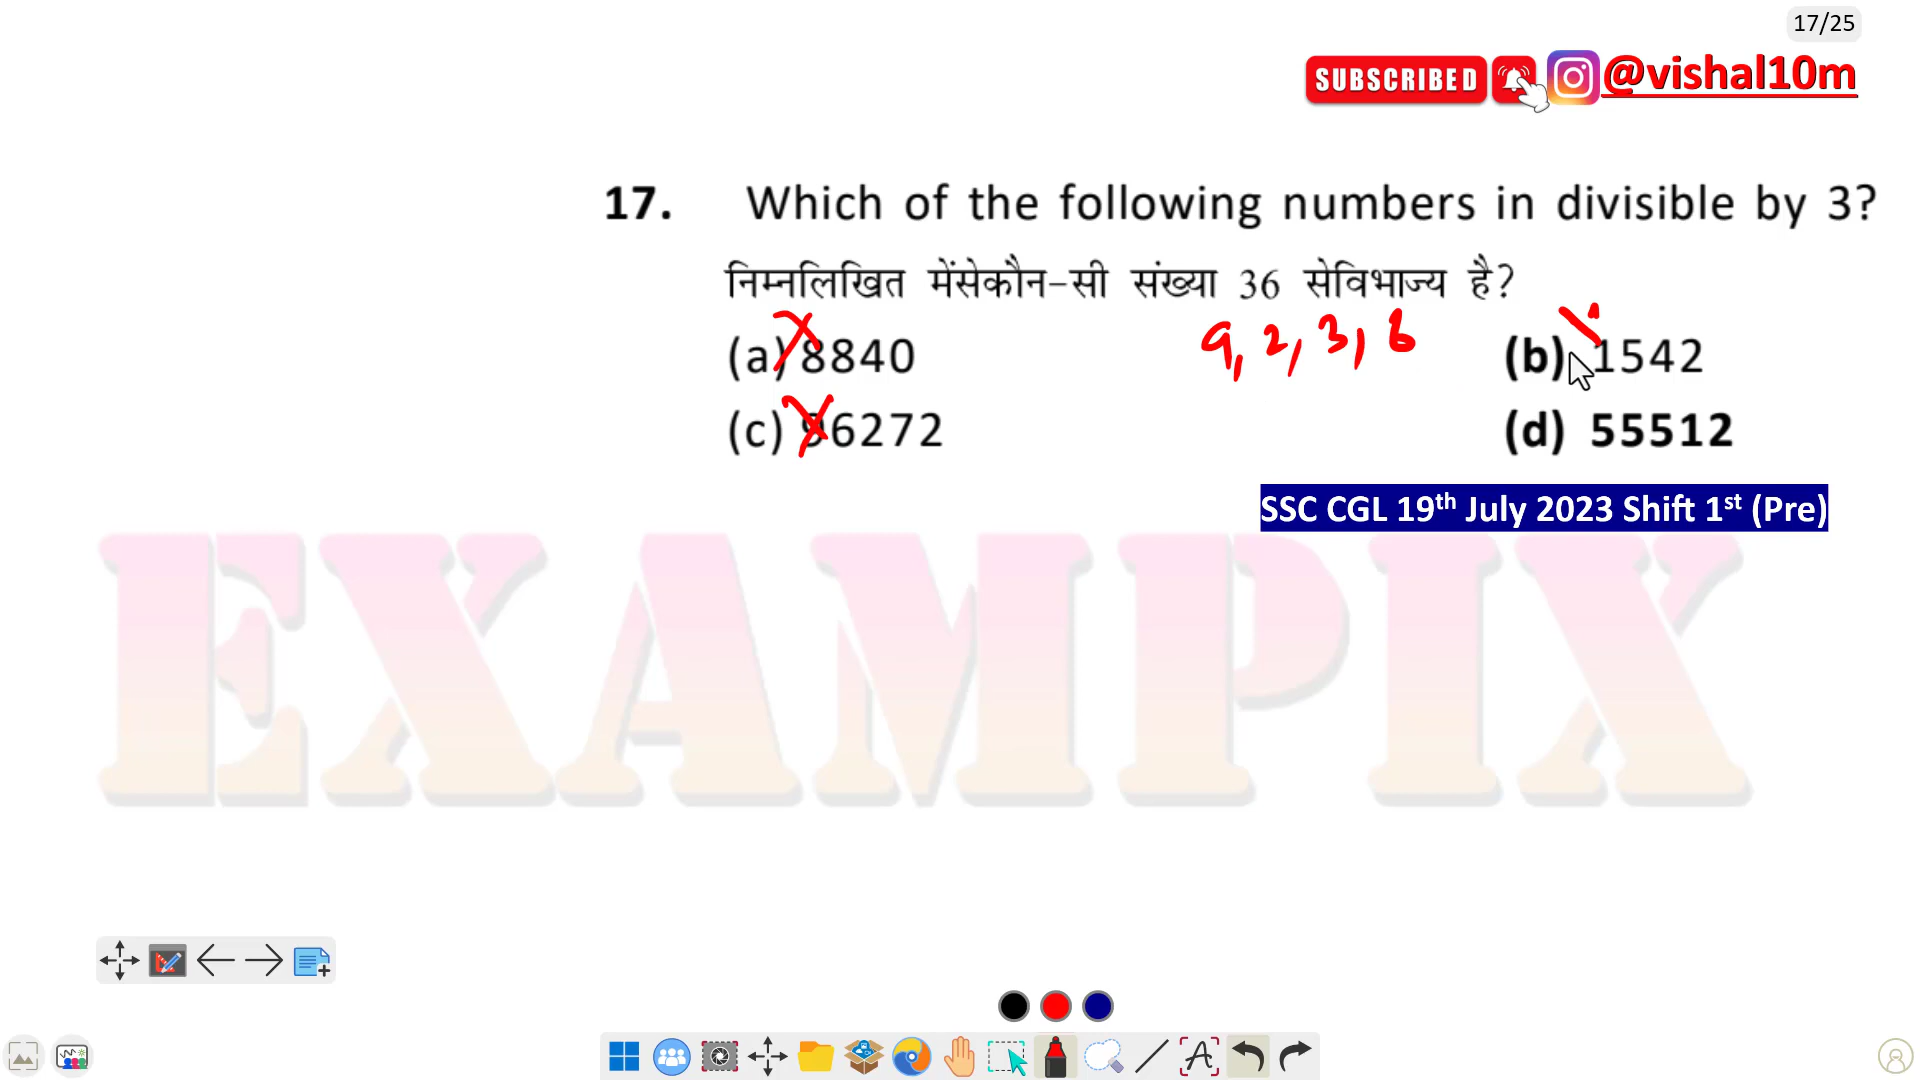 17/25
SUBSCRIBED @vishal10m
17. Which of the following numbers in divisible by 3?
निम्नलिखित मेंसेकौन-सी संख्या 36 सेविभाज्य है?
9, 2, 3, 6
(a) 8840 (b) 1542
(c) 96272 (d) 55512
SSC CGL 19th July 2023 Shift 1st (Pre)
EXAMPIX